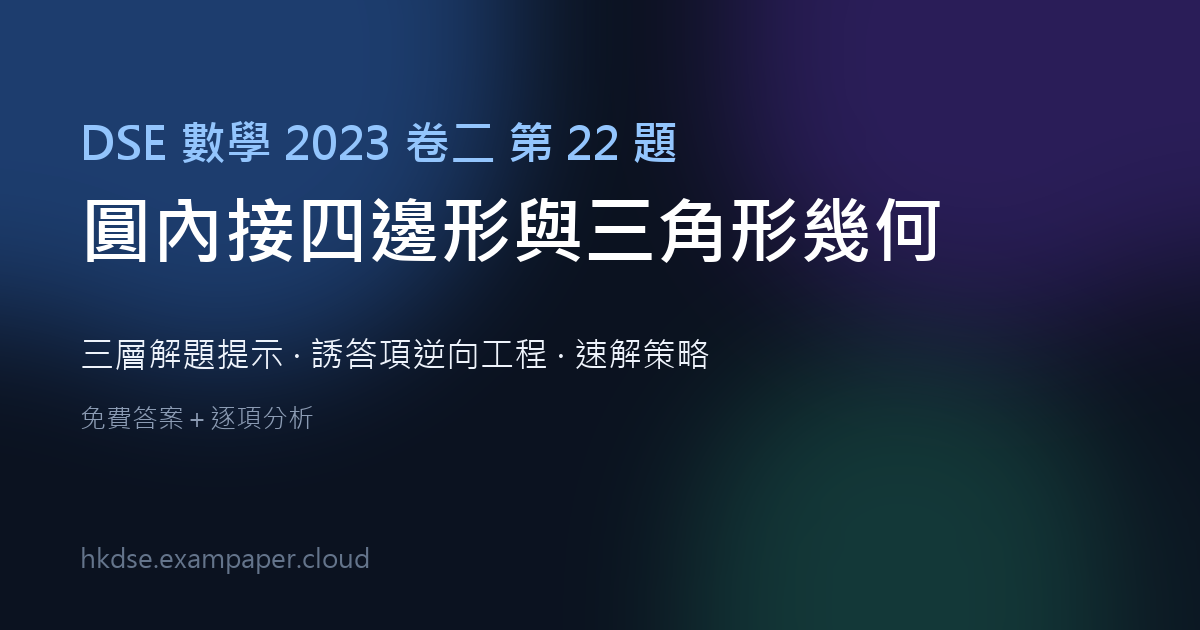 DSE 數學 2023 卷二 第 22 題
圓內接四邊形與三角形幾何
三層解題提示 · 誘答項逆向工程 · 速解策略
免費答案 + 逐項分析
hkdse.exampaper.cloud